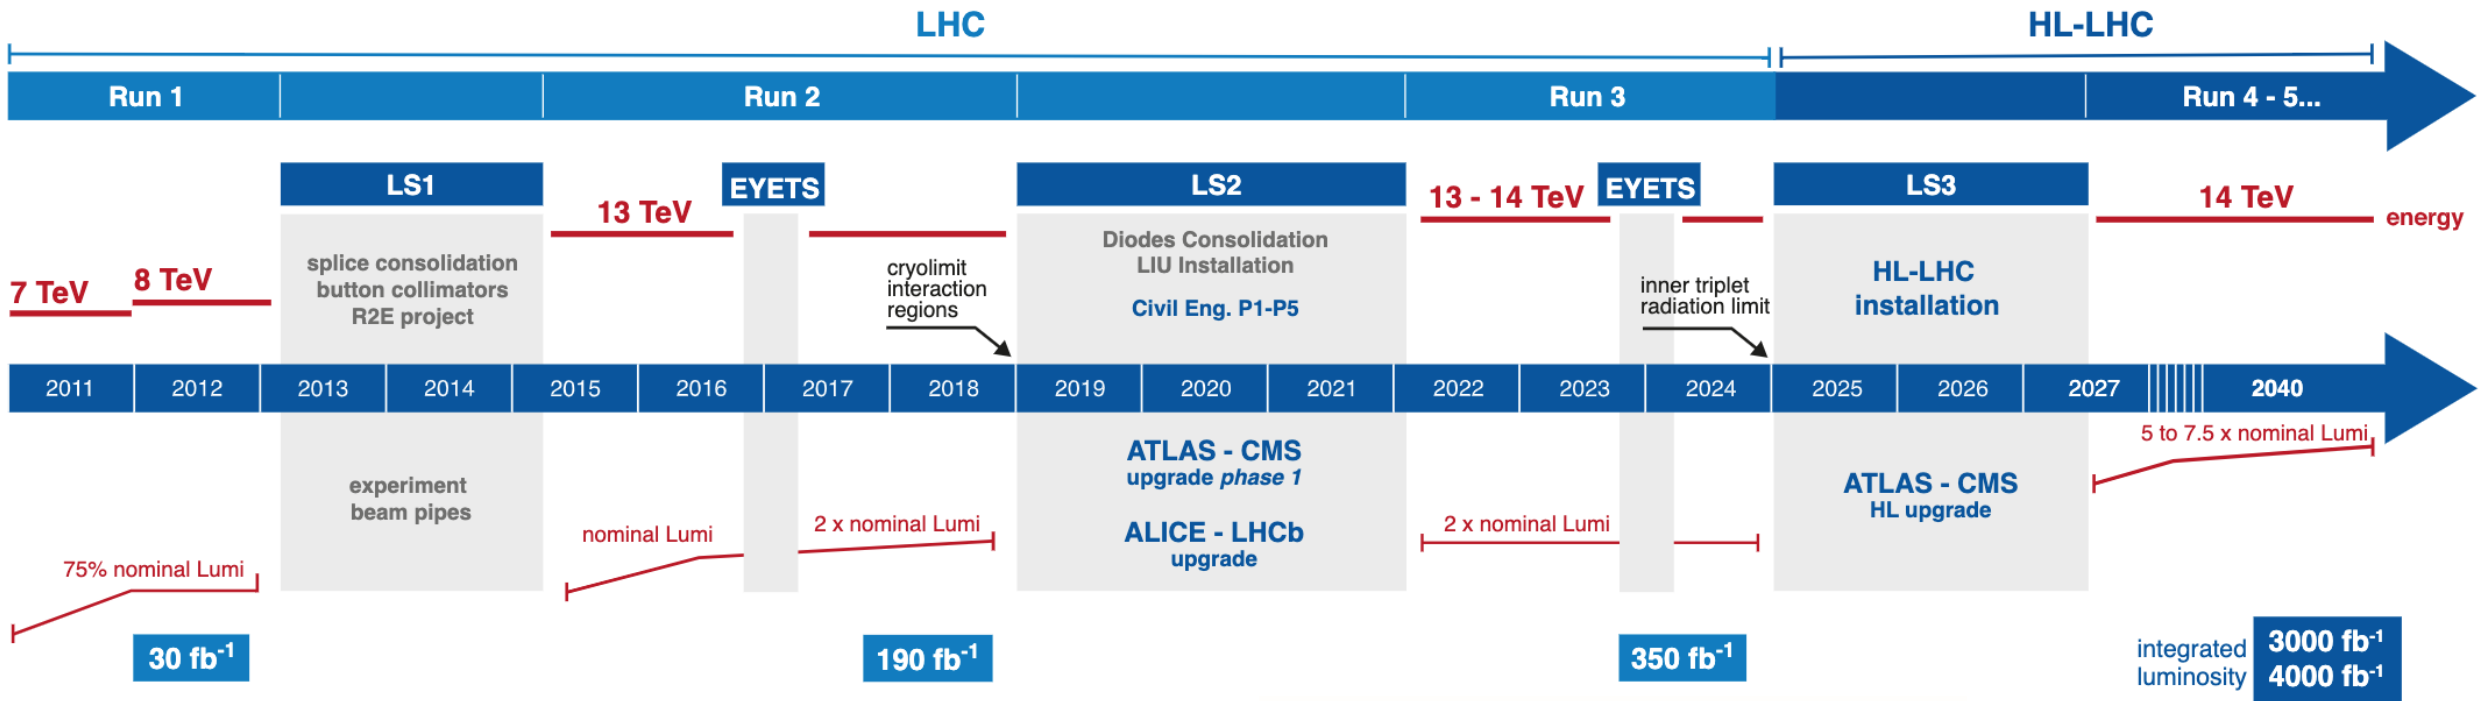 LHC
HL-LHC
Run 1
Run 2
Run 3
Run 4 - 5...
LS1
EYETS
LS2
EYETS
LS3
13 TeV
13 - 14 TeV
14 TeV
energy
7 TeV
8 TeV
splice consolidation
button collimators
R2E project
cryolimit
interaction
regions
Diodes Consolidation
LIU Installation
Civil Eng. P1-P5
inner triplet
radiation limit
HL-LHC
installation
2011
2012
2013
2014
2015
2016
2017
2018
2019
2020
2021
2022
2023
2024
2025
2026
2027
2040
5 to 7.5 x nominal Lumi
experiment
beam pipes
ATLAS - CMS
upgrade phase 1
ALICE - LHCb
upgrade
ATLAS - CMS
HL upgrade
75% nominal Lumi
nominal Lumi
2 x nominal Lumi
2 x nominal Lumi
30 fb⁻¹
190 fb⁻¹
350 fb⁻¹
integrated
luminosity
3000 fb⁻¹
4000 fb⁻¹